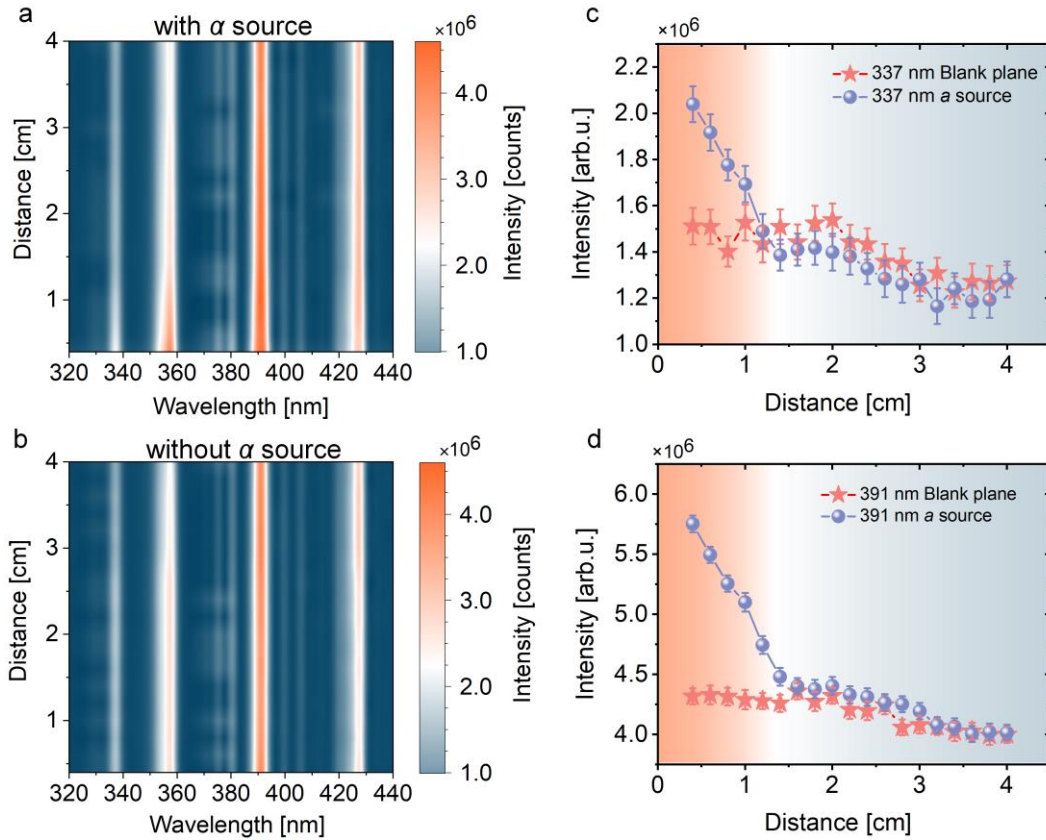 a
with α source
×10⁶
4
3
2
1
Distance [cm]
320 340 360 380 400 420 440
Wavelength [nm]
4.0
3.0
2.0
1.0
Intensity [counts]
c
×10⁶
2.2
2.0
1.8
1.6
1.4
1.2
1.0
Intensity [arb.u.]
337 nm Blank plane
337 nm a source
0 1 2 3 4
Distance [cm]
b
without α source
×10⁶
4
3
2
1
Distance [cm]
320 340 360 380 400 420 440
Wavelength [nm]
4.0
3.0
2.0
1.0
Intensity [counts]
d
×10⁶
6.0
5.5
5.0
4.5
4.0
Intensity [arb.u.]
391 nm Blank plane
391 nm a source
0 1 2 3 4
Distance [cm]